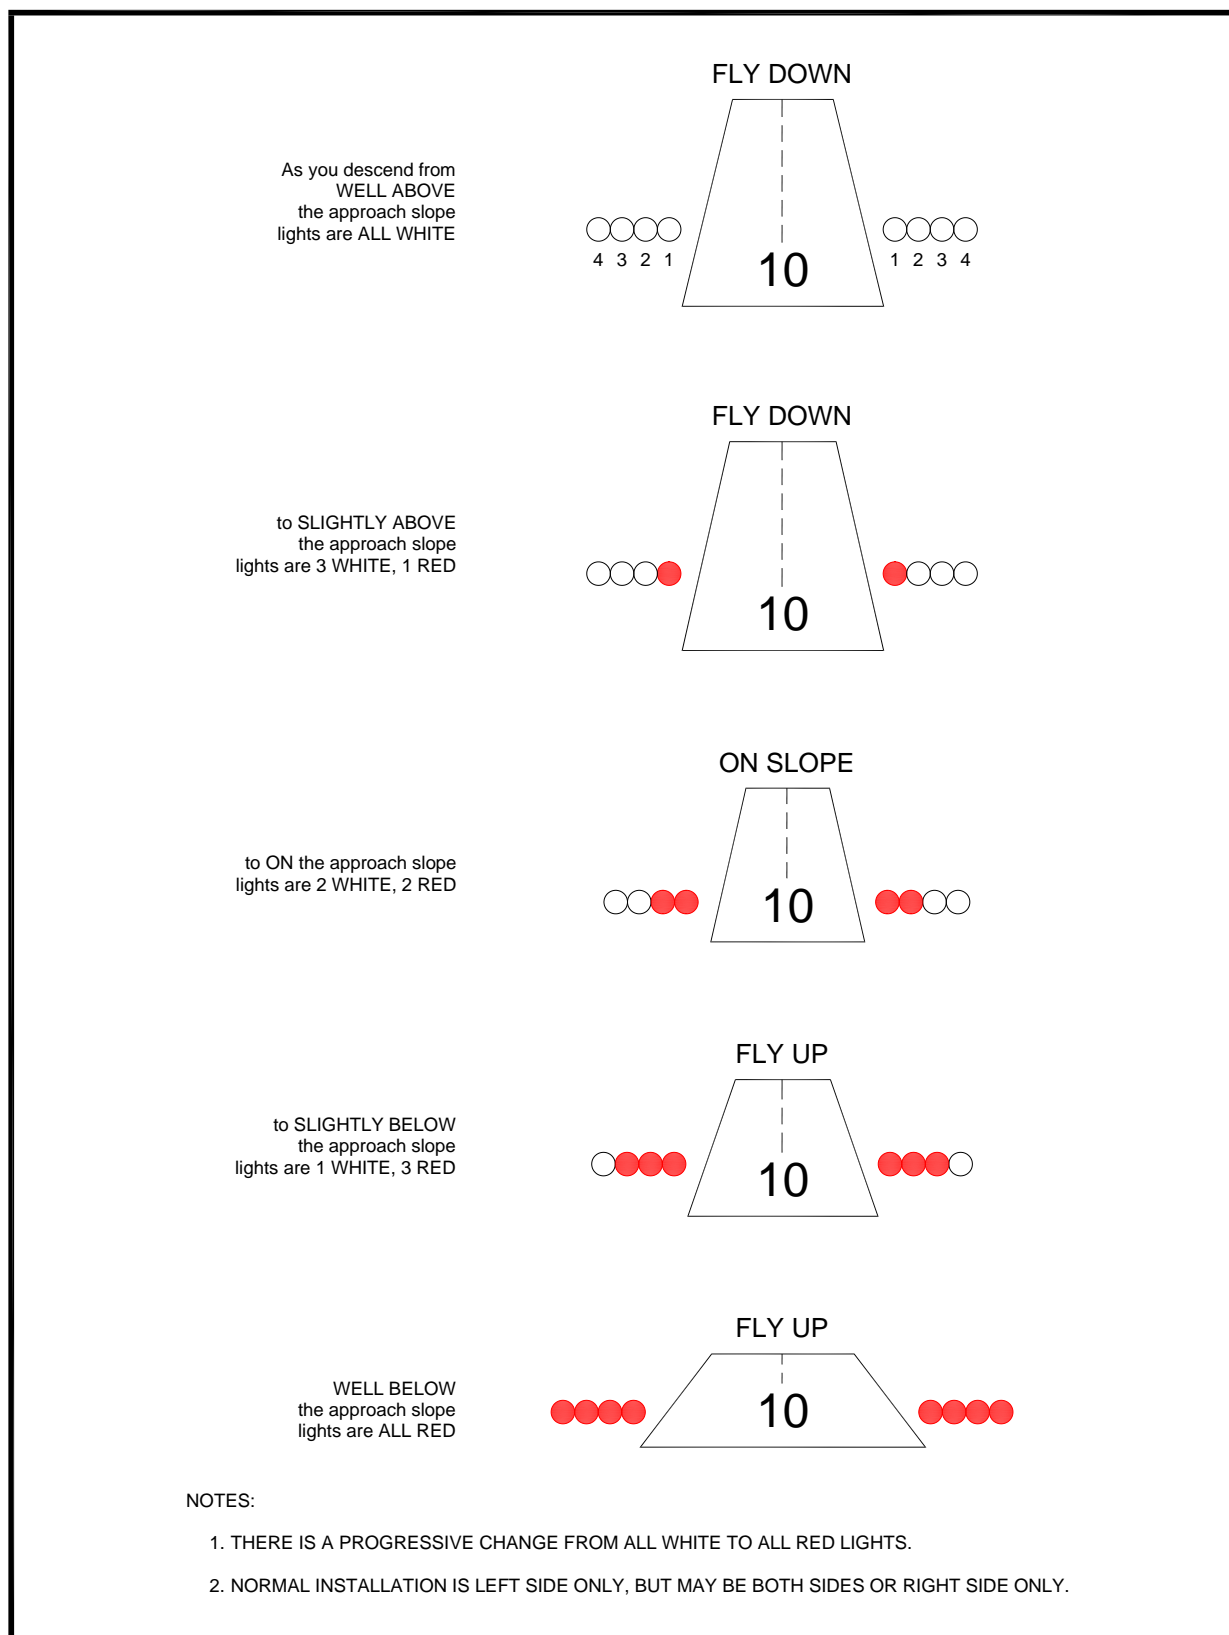 FLY DOWN
As you descend from
WELL ABOVE
the approach slope
lights are ALL WHITE
4 3 2 1
1 2 3 4
10
FLY DOWN
to SLIGHTLY ABOVE
the approach slope
lights are 3 WHITE, 1 RED
10
ON SLOPE
to ON the approach slope
lights are 2 WHITE, 2 RED
10
FLY UP
to SLIGHTLY BELOW
the approach slope
lights are 1 WHITE, 3 RED
10
FLY UP
WELL BELOW
the approach slope
lights are ALL RED
10
NOTES:
1. THERE IS A PROGRESSIVE CHANGE FROM ALL WHITE TO ALL RED LIGHTS.
2. NORMAL INSTALLATION IS LEFT SIDE ONLY, BUT MAY BE BOTH SIDES OR RIGHT SIDE ONLY.